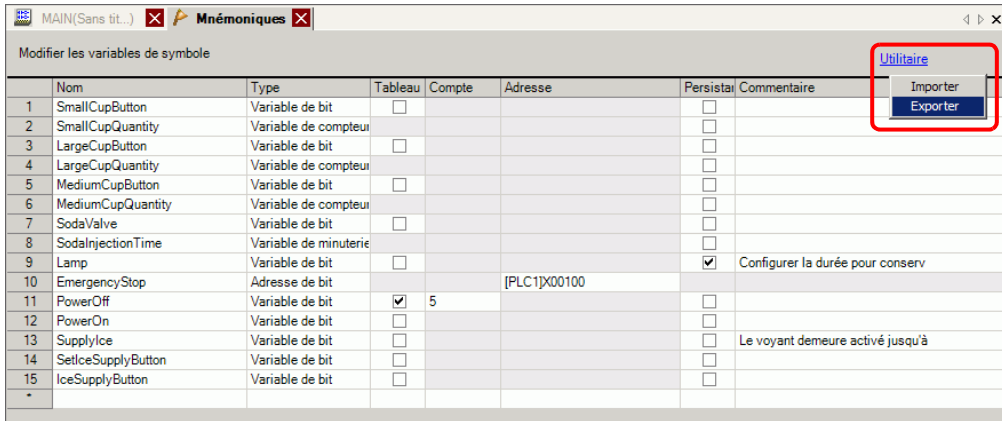 MAIN(Sans tit...) Mnémoniques
Modifier les variables de symbole
Utilitaire
Importer
Exporter
Nom Type Tableau Compte Adresse Persistai Commentaire
1 SmallCupButton Variable de bit
2 SmallCupQuantity Variable de compteur
3 LargeCupButton Variable de bit
4 LargeCupQuantity Variable de compteur
5 MediumCupButton Variable de bit
6 MediumCupQuantity Variable de compteur
7 SodaValve Variable de bit
8 SodaInjectionTime Variable de minuterie
9 Lamp Variable de bit Configurer la durée pour conserv
10 EmergencyStop Adresse de bit [PLC1]X00100
11 PowerOff Variable de bit 5
12 PowerOn Variable de bit
13 SupplyIce Variable de bit Le voyant demeure activé jusqu'à
14 SetIceSupplyButton Variable de bit
15 IceSupplyButton Variable de bit
*